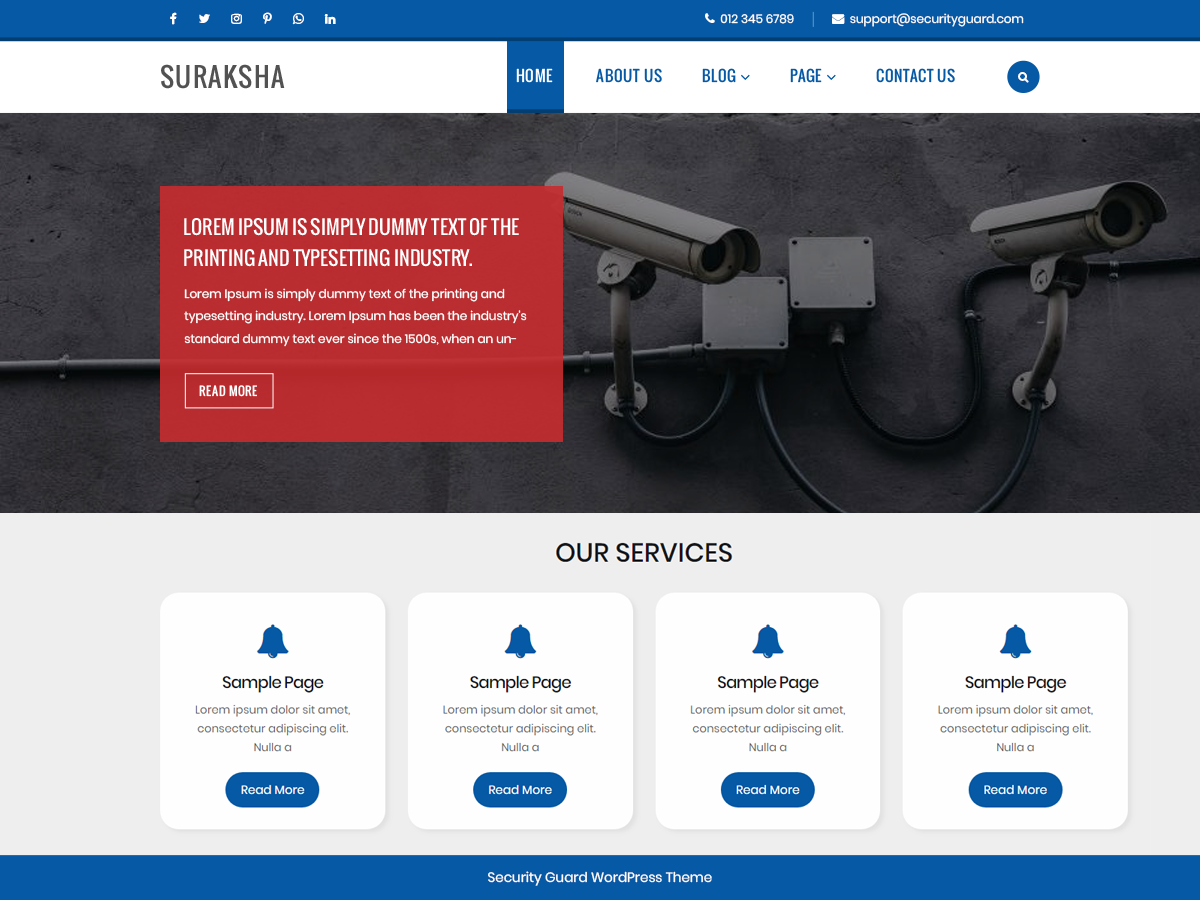 012 345 6789
support@securityguard.com
SURAKSHA
HOME
ABOUT US
BLOG
PAGE
CONTACT US
LOREM IPSUM IS SIMPLY DUMMY TEXT OF THE
PRINTING AND TYPESETTING INDUSTRY.
Lorem Ipsum is simply dummy text of the printing and
typesetting industry. Lorem Ipsum has been the industry's
standard dummy text ever since the 1500s, when an un-
READ MORE
OUR SERVICES
Sample Page
Lorem ipsum dolor sit amet,
consectetur adipiscing elit.
Nulla a
Read More
Sample Page
Lorem ipsum dolor sit amet,
consectetur adipiscing elit.
Nulla a
Read More
Sample Page
Lorem ipsum dolor sit amet,
consectetur adipiscing elit.
Nulla a
Read More
Sample Page
Lorem ipsum dolor sit amet,
consectetur adipiscing elit.
Nulla a
Read More
Security Guard WordPress Theme